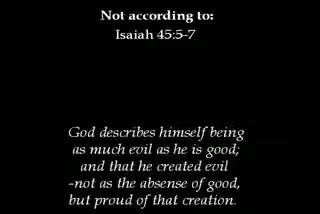 Not according to:
Isaiah 45:5-7
God describes himself being
as much evil as he is good;
and that he created evil
-not as the absense of good,
but proud of that creation.